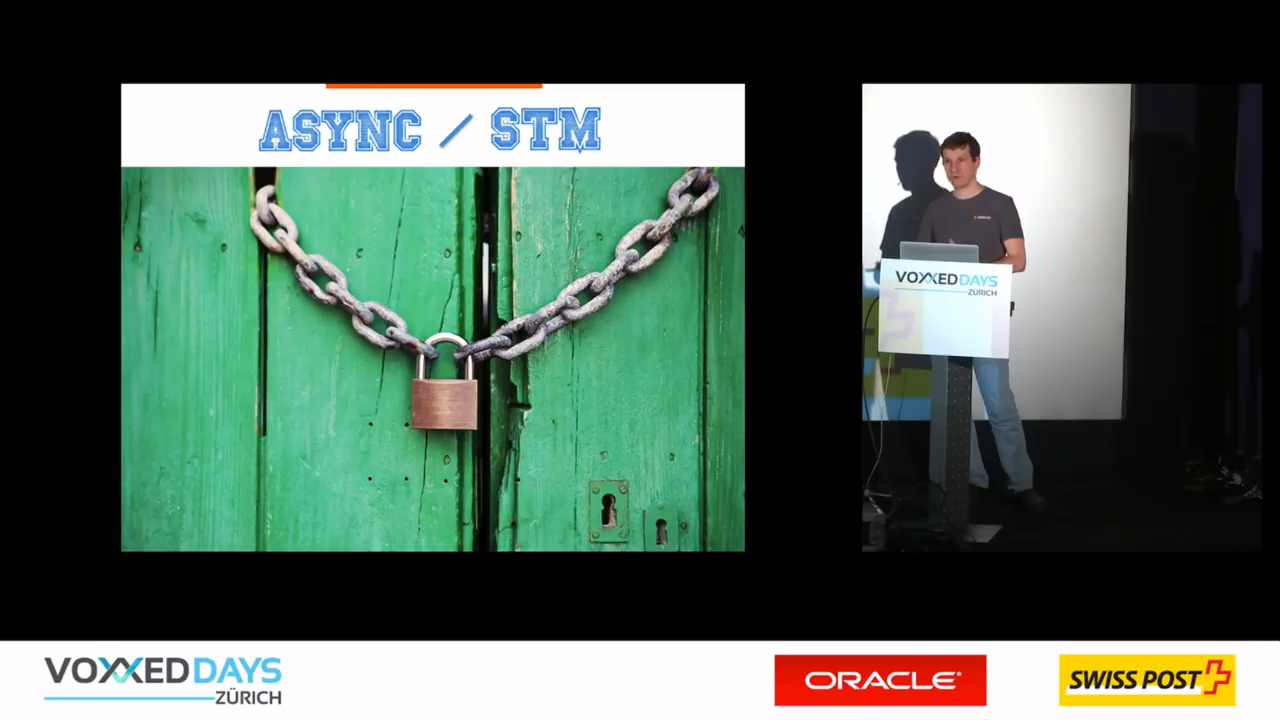 ASYNC / STM
VOXXED DAYS
ZÜRICH
VOXXED DAYS
ZÜRICH
ORACLE®
SWISS POST